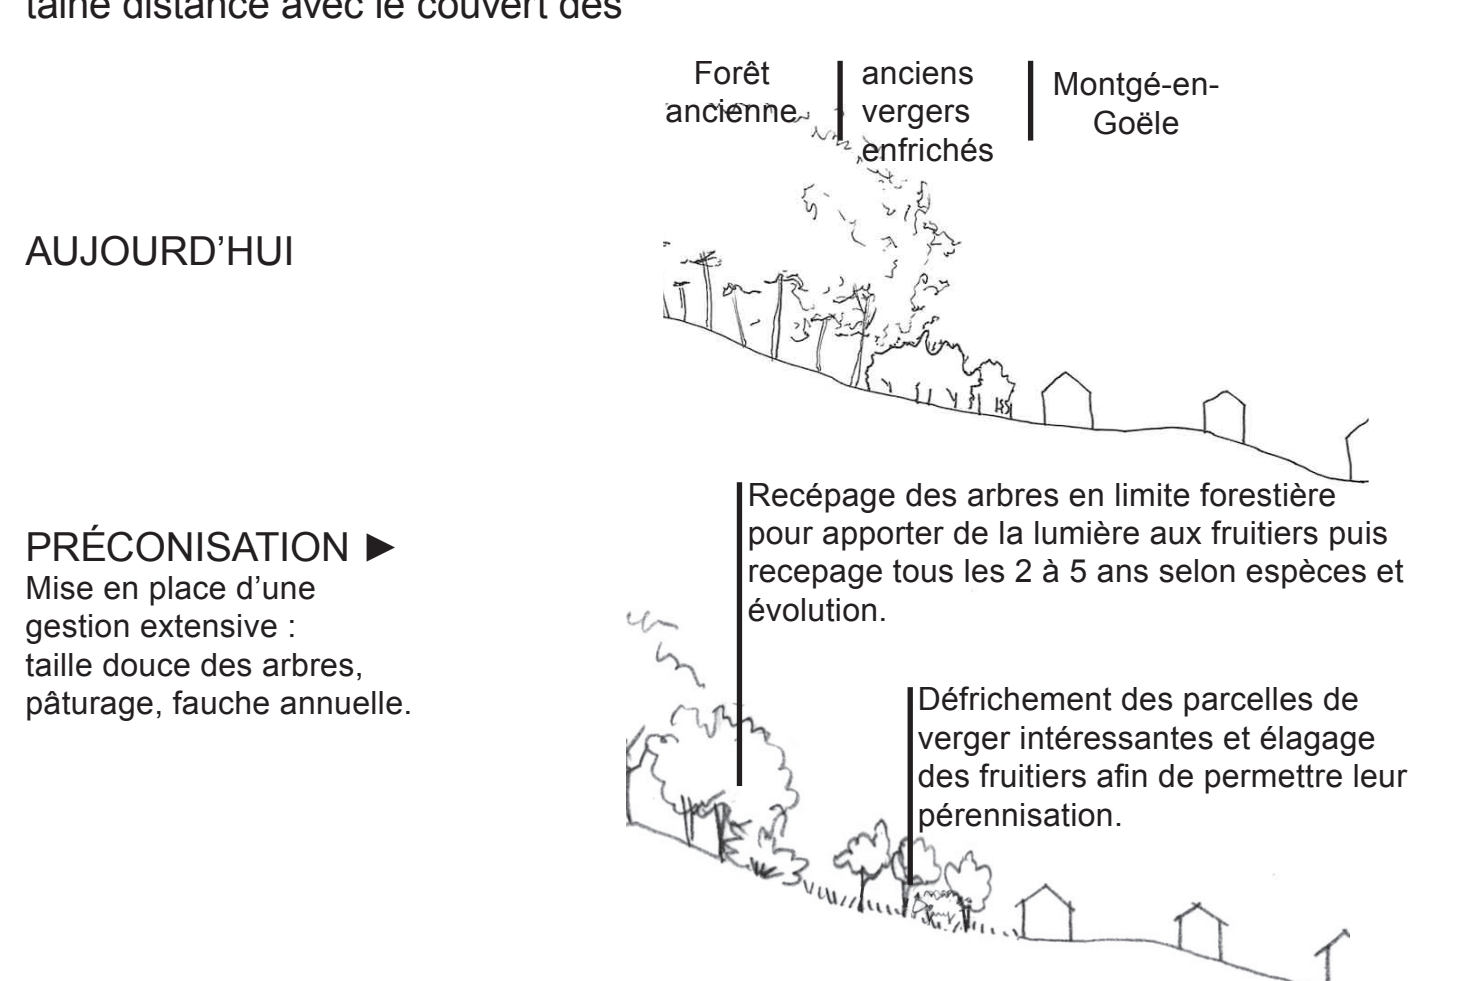 taine distance avec le couvert des
Forêt
ancienne
anciens
vergers
enfrichés
Montgé-en-
Goële
AUJOURD’HUI
PRÉCONISATION ►
Mise en place d’une
gestion extensive :
taille douce des arbres,
pâturage, fauche annuelle.
Recépage des arbres en limite forestière
pour apporter de la lumière aux fruitiers puis
recepage tous les 2 à 5 ans selon espèces et
évolution.
Défrichement des parcelles de
verger intéressantes et élagage
des fruitiers afin de permettre leur
pérennisation.